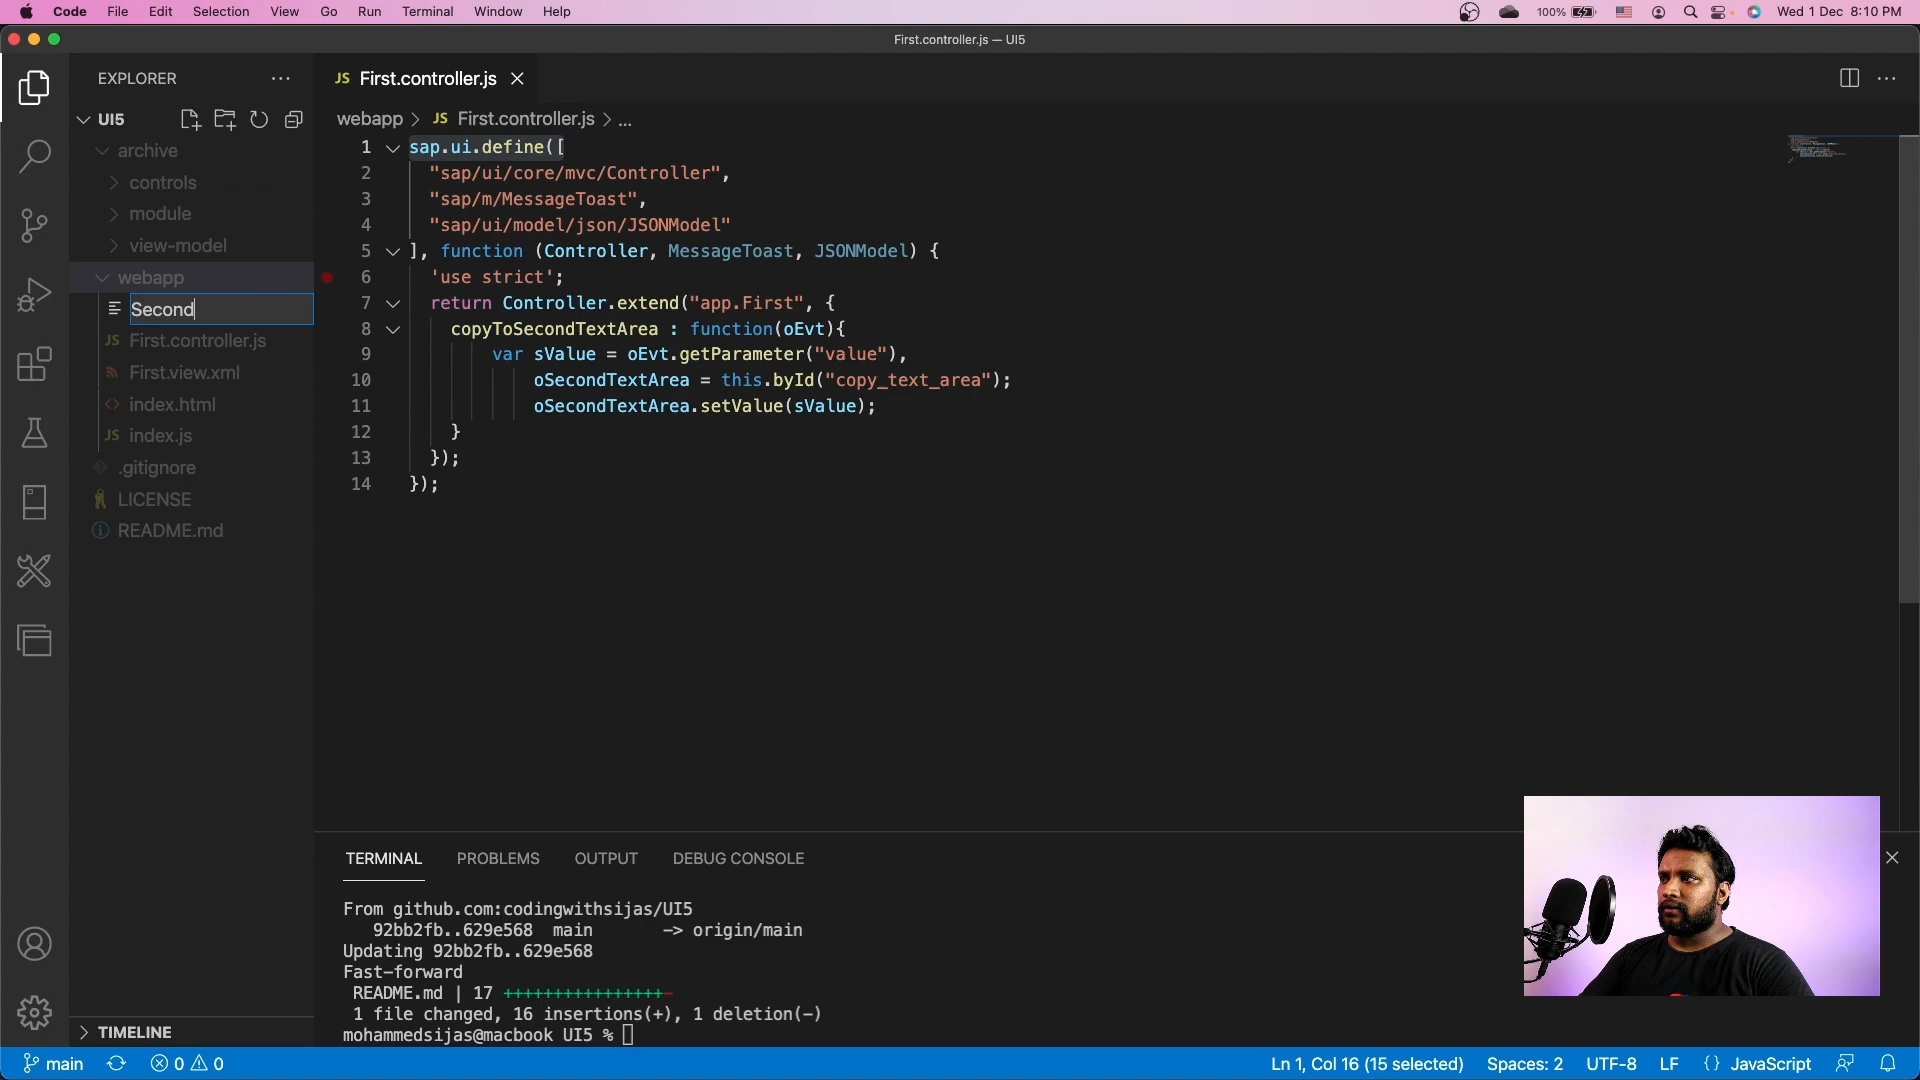 Code File Edit Selection View Go Run Terminal Window Help 100% Wed 1 Dec 8:10 PM
First.controller.js — UI5
EXPLORER
JS First.controller.js
UI5
webapp > JS First.controller.js > ...
archive
controls
module
view-model
webapp
Second
JS First.controller.js
First.view.xml
index.html
JS index.js
.gitignore
LICENSE
README.md
TIMELINE
1 sap.ui.define([
2 "sap/ui/core/mvc/Controller",
3 "sap/m/MessageToast",
4 "sap/ui/model/json/JSONModel"
5 ], function (Controller, MessageToast, JSONModel) {
6 'use strict';
7 return Controller.extend("app.First", {
8 copyToSecondTextArea : function(oEvt){
9 var sValue = oEvt.getParameter("value"),
10 oSecondTextArea = this.byId("copy_text_area");
11 oSecondTextArea.setValue(sValue);
12 }
13 });
14 });
TERMINAL PROBLEMS OUTPUT DEBUG CONSOLE
From github.com:codingwithsijas/UI5
92bb2fb..629e568 main -> origin/main
Updating 92bb2fb..629e568
Fast-forward
README.md | 17 ++++++++++++++++-
1 file changed, 16 insertions(+), 1 deletion(-)
mohammedsijas@macbook UI5 %
main 0 0 Ln 1, Col 16 (15 selected) Spaces: 2 UTF-8 LF {} JavaScript